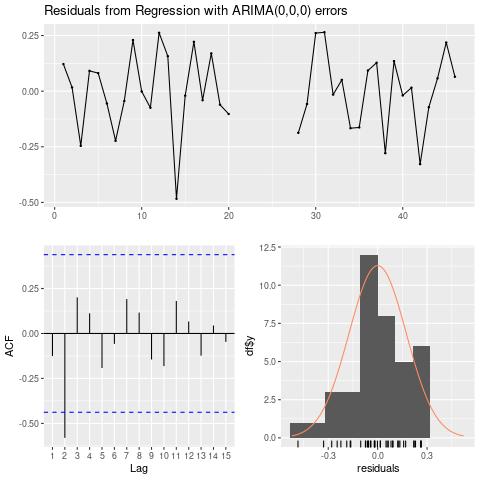 Residuals from Regression with ARIMA(0,0,0) errors
0.25
0.00
-0.25
-0.50
0 10 20 30 40
0.25
0.00
-0.25
-0.50
ACF
1 2 3 4 5 6 7 8 9 10 11 12 13 14 15
Lag
12.5
10.0
7.5
5.0
2.5
0.0
df$y
-0.3 0.0 0.3
residuals